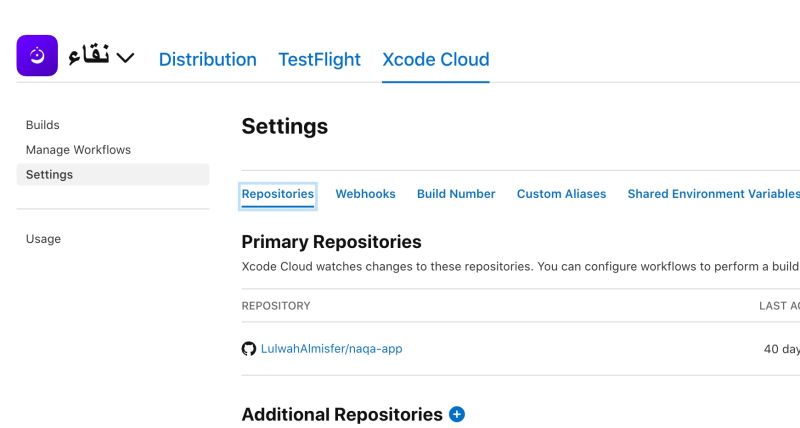 ن نقاء Distribution TestFlight Xcode Cloud
Builds
Manage Workflows
Settings
Usage
Settings
Repositories Webhooks Build Number Custom Aliases Shared Environment Variables
Primary Repositories
Xcode Cloud watches changes to these repositories. You can configure workflows to perform a build
REPOSITORY LAST AC
LulwahAlmisfer/naqa-app 40 day
Additional Repositories